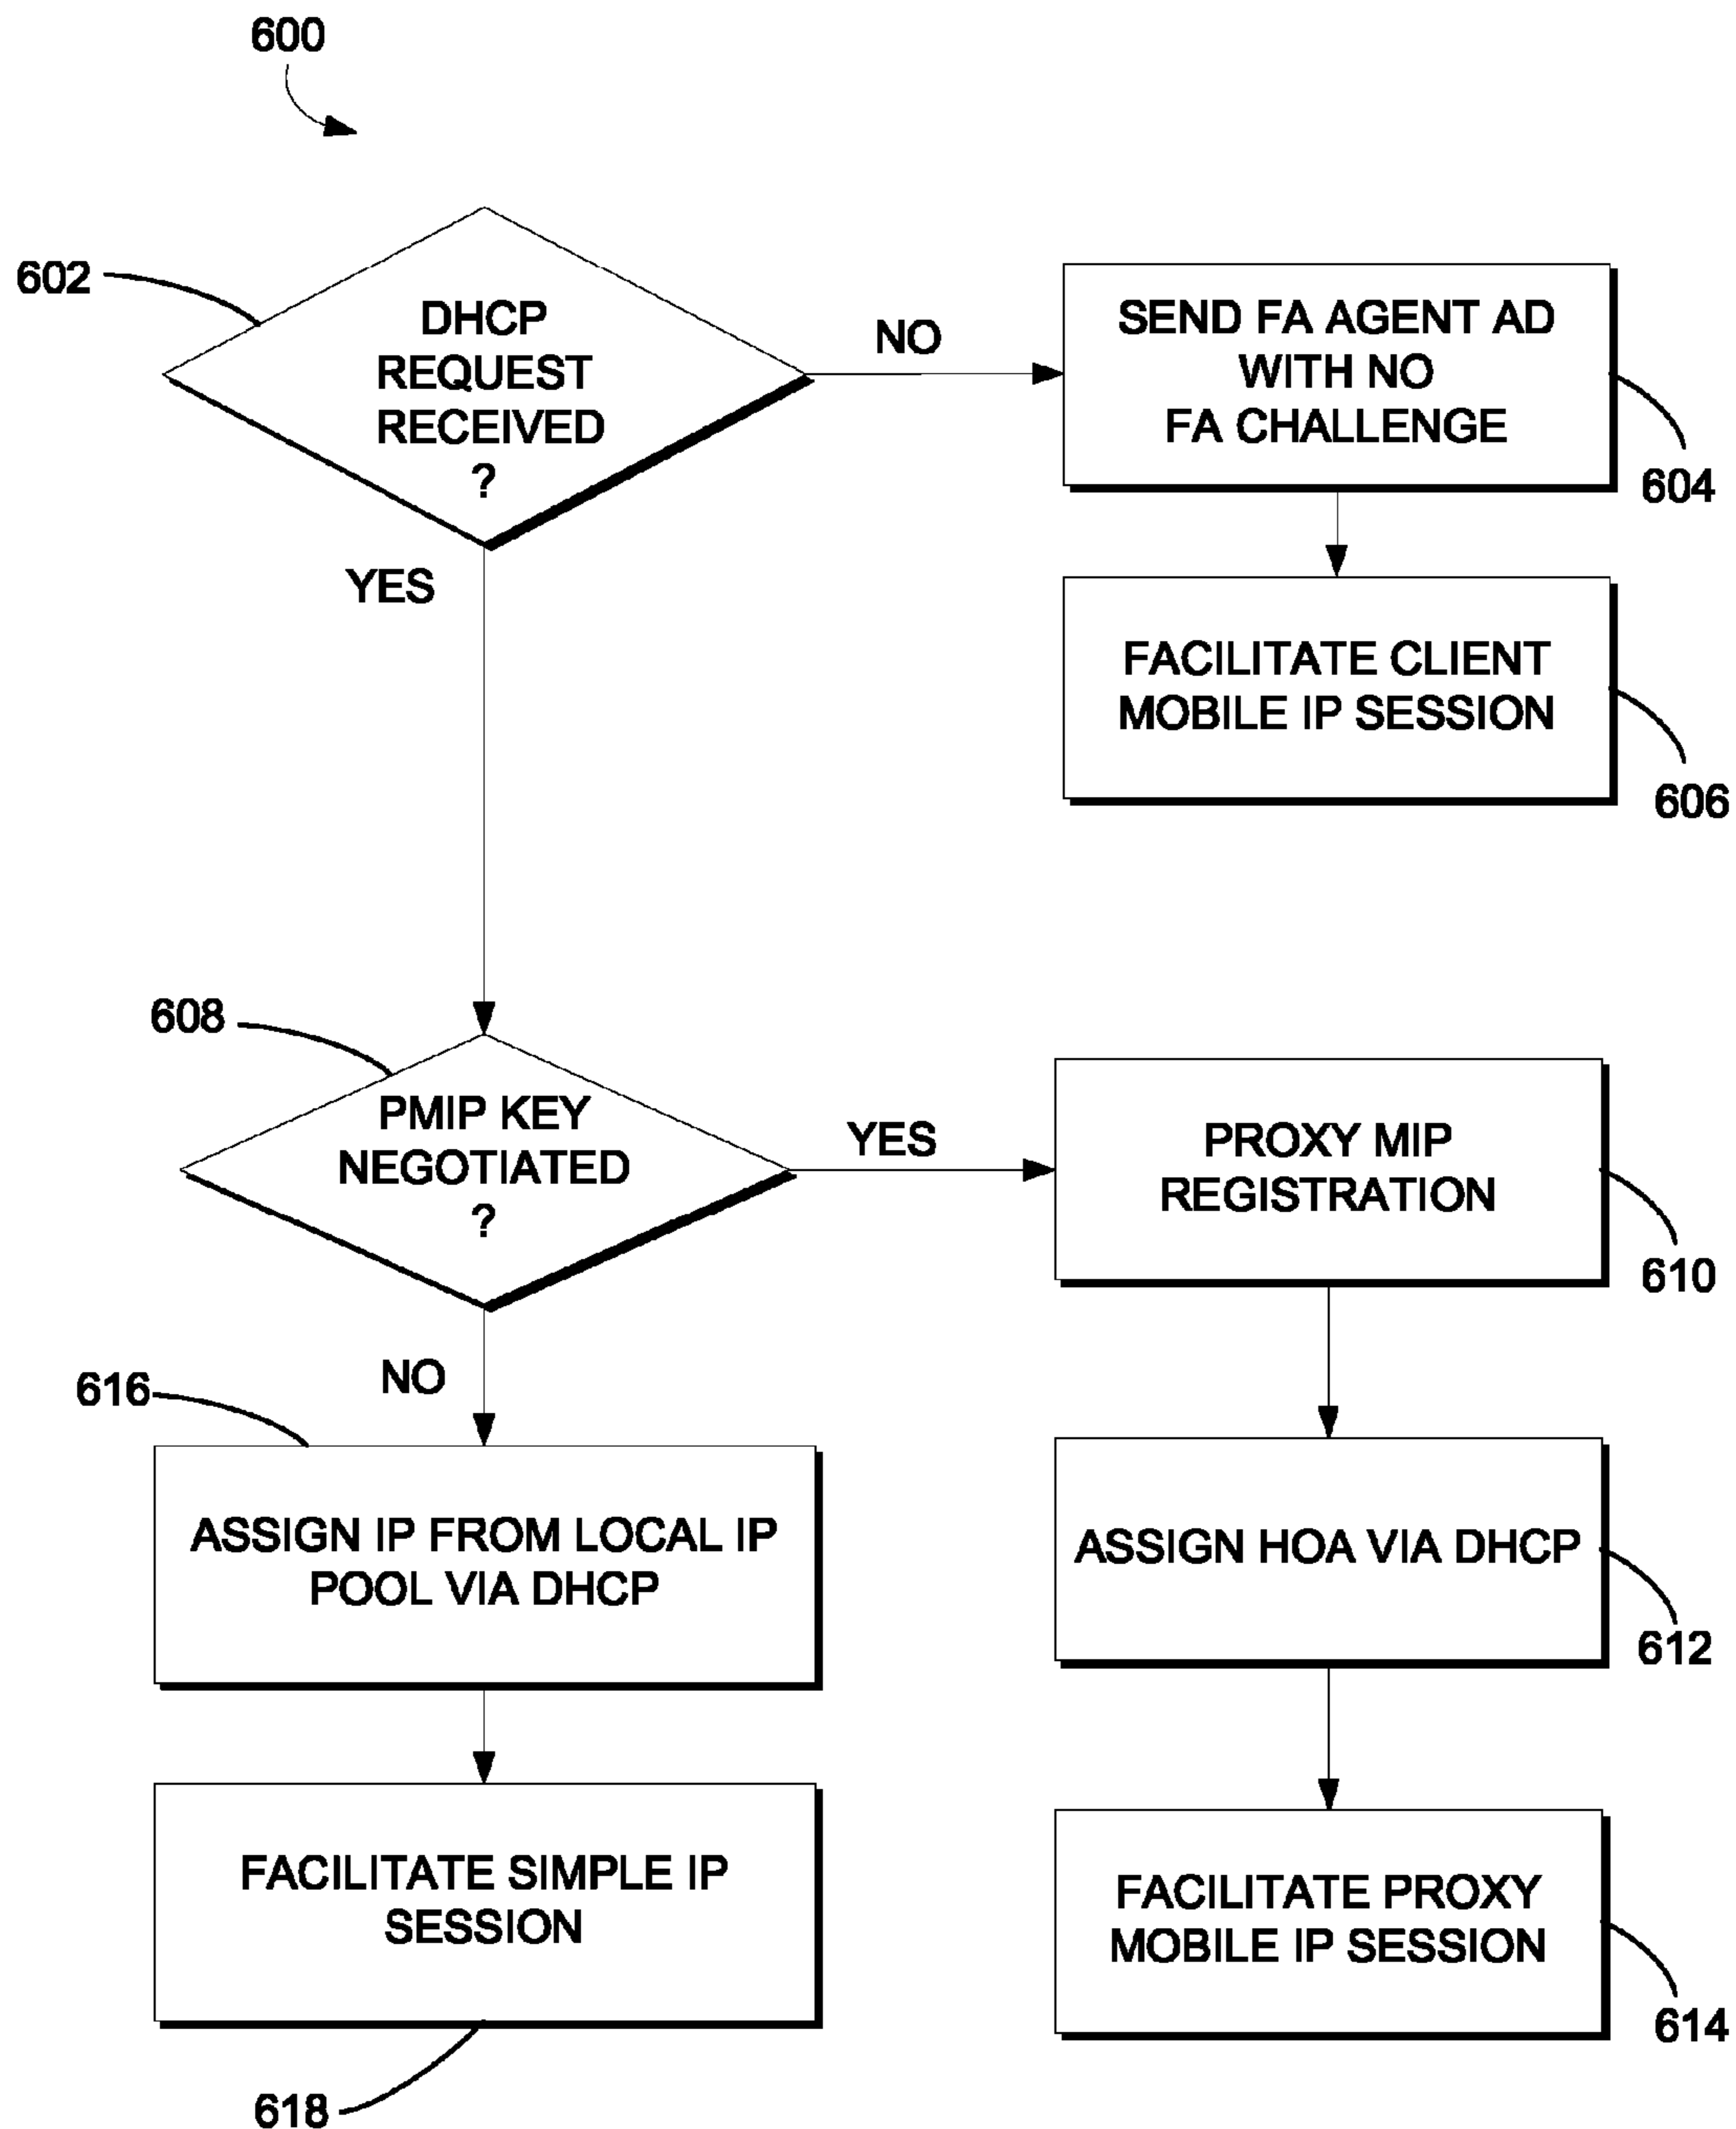 600
602
DHCP
REQUEST
RECEIVED
?
NO
SEND FA AGENT AD
WITH NO
FA CHALLENGE
604
YES
FACILITATE CLIENT
MOBILE IP SESSION
606
608
PMIP KEY
NEGOTIATED
?
YES
PROXY MIP
REGISTRATION
610
NO
616
ASSIGN IP FROM LOCAL IP
POOL VIA DHCP
ASSIGN HOA VIA DHCP
612
FACILITATE SIMPLE IP
SESSION
618
FACILITATE PROXY
MOBILE IP SESSION
614